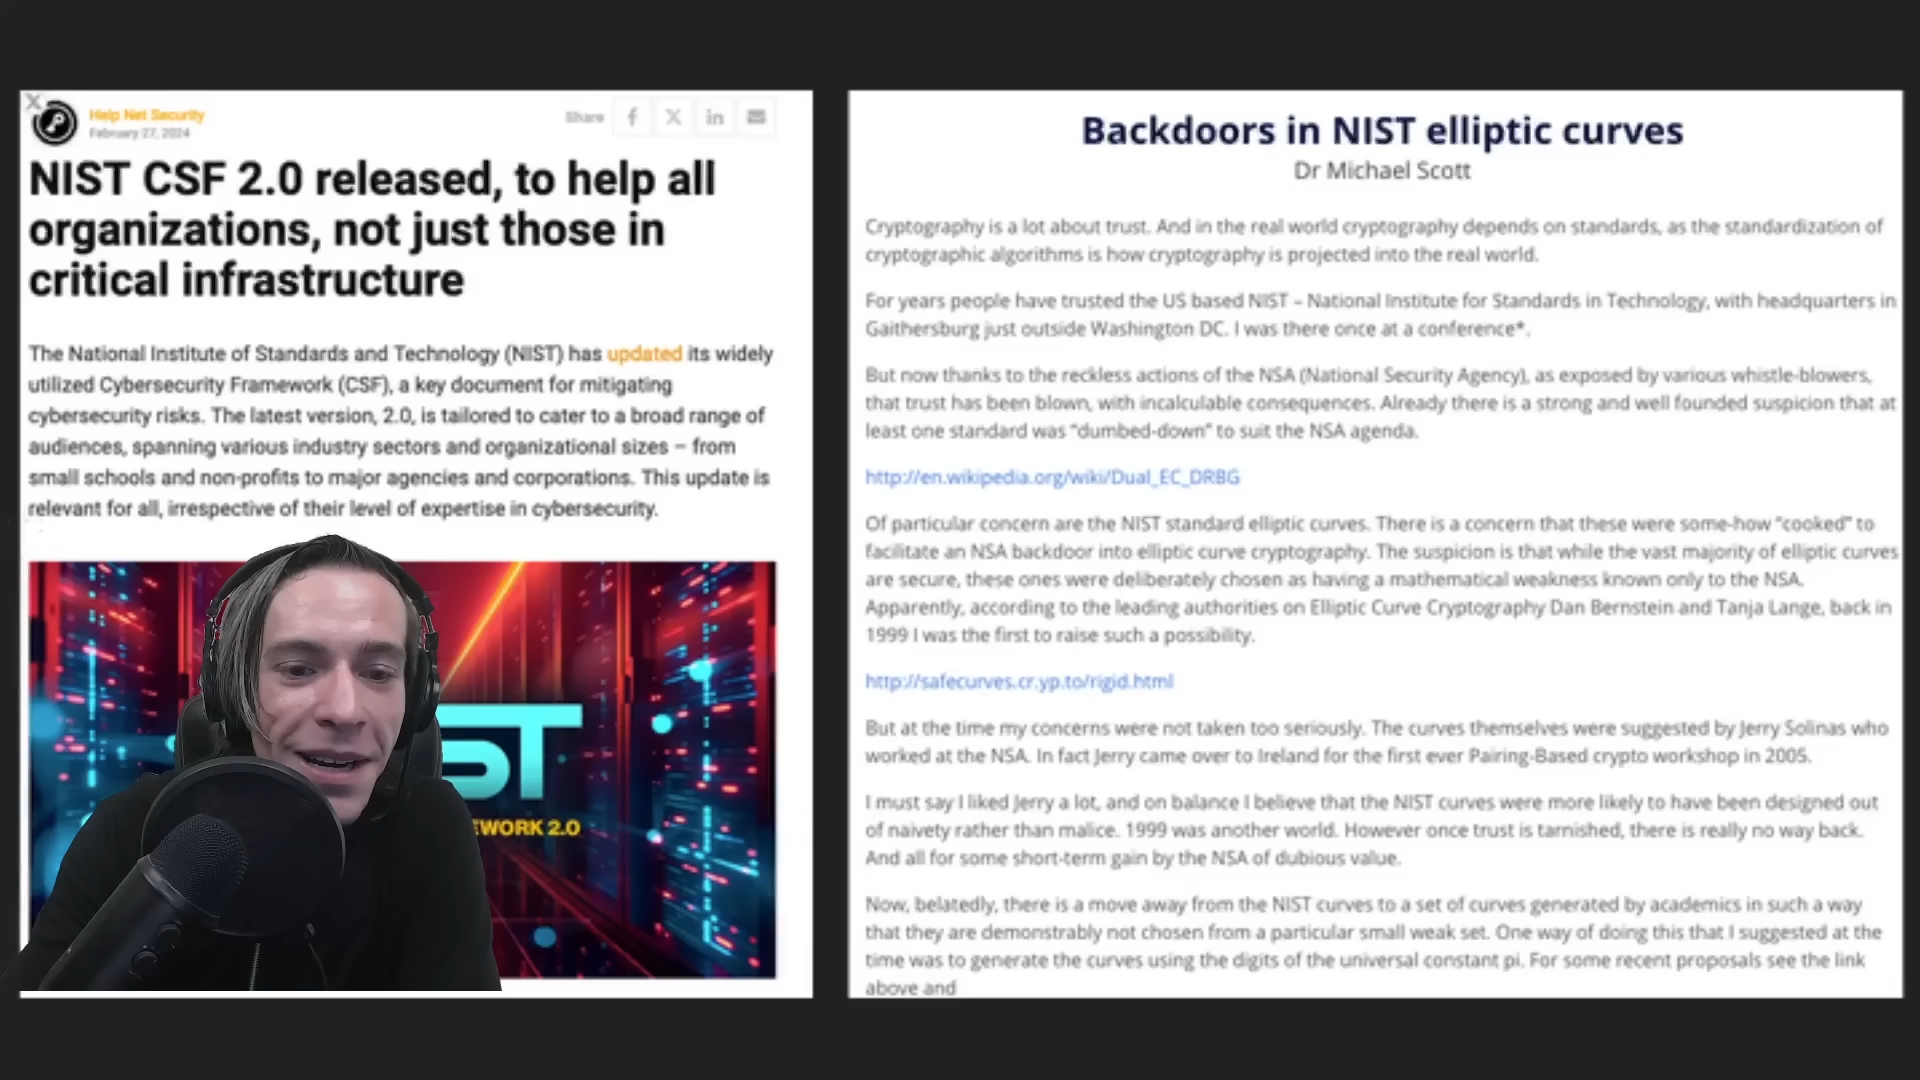 Help Net Security
February 27, 2024
Share
NIST CSF 2.0 released, to help all
organizations, not just those in
critical infrastructure
The National Institute of Standards and Technology (NIST) has updated its widely
utilized Cybersecurity Framework (CSF), a key document for mitigating
cybersecurity risks. The latest version, 2.0, is tailored to cater to a broad range of
audiences, spanning various industry sectors and organizational sizes – from
small schools and non-profits to major agencies and corporations. This update is
relevant for all, irrespective of their level of expertise in cybersecurity.
ST
EWORK 2.0
Backdoors in NIST elliptic curves
Dr Michael Scott
Cryptography is a lot about trust. And in the real world cryptography depends on standards, as the standardization of
cryptographic algorithms is how cryptography is projected into the real world.
For years people have trusted the US based NIST – National Institute for Standards in Technology, with headquarters in
Gaithersburg just outside Washington DC. I was there once at a conference*.
But now thanks to the reckless actions of the NSA (National Security Agency), as exposed by various whistle-blowers,
that trust has been blown, with incalculable consequences. Already there is a strong and well founded suspicion that at
least one standard was "dumbed-down" to suit the NSA agenda.
http://en.wikipedia.org/wiki/Dual_EC_DRBG
Of particular concern are the NIST standard elliptic curves. There is a concern that these were some-how "cooked" to
facilitate an NSA backdoor into elliptic curve cryptography. The suspicion is that while the vast majority of elliptic curves
are secure, these ones were deliberately chosen as having a mathematical weakness known only to the NSA.
Apparently, according to the leading authorities on Elliptic Curve Cryptography Dan Bernstein and Tanja Lange, back in
1999 I was the first to raise such a possibility.
http://safecurves.cr.yp.to/rigid.html
But at the time my concerns were not taken too seriously. The curves themselves were suggested by Jerry Solinas who
worked at the NSA. In fact Jerry came over to Ireland for the first ever Pairing-Based crypto workshop in 2005.
I must say I liked Jerry a lot, and on balance I believe that the NIST curves were more likely to have been designed out
of naivety rather than malice. 1999 was another world. However once trust is tarnished, there is really no way back.
And all for some short-term gain by the NSA of dubious value.
Now, belatedly, there is a move away from the NIST curves to a set of curves generated by academics in such a way
that they are demonstrably not chosen from a particular small weak set. One way of doing this that I suggested at the
time was to generate the curves using the digits of the universal constant pi. For some recent proposals see the link
above and